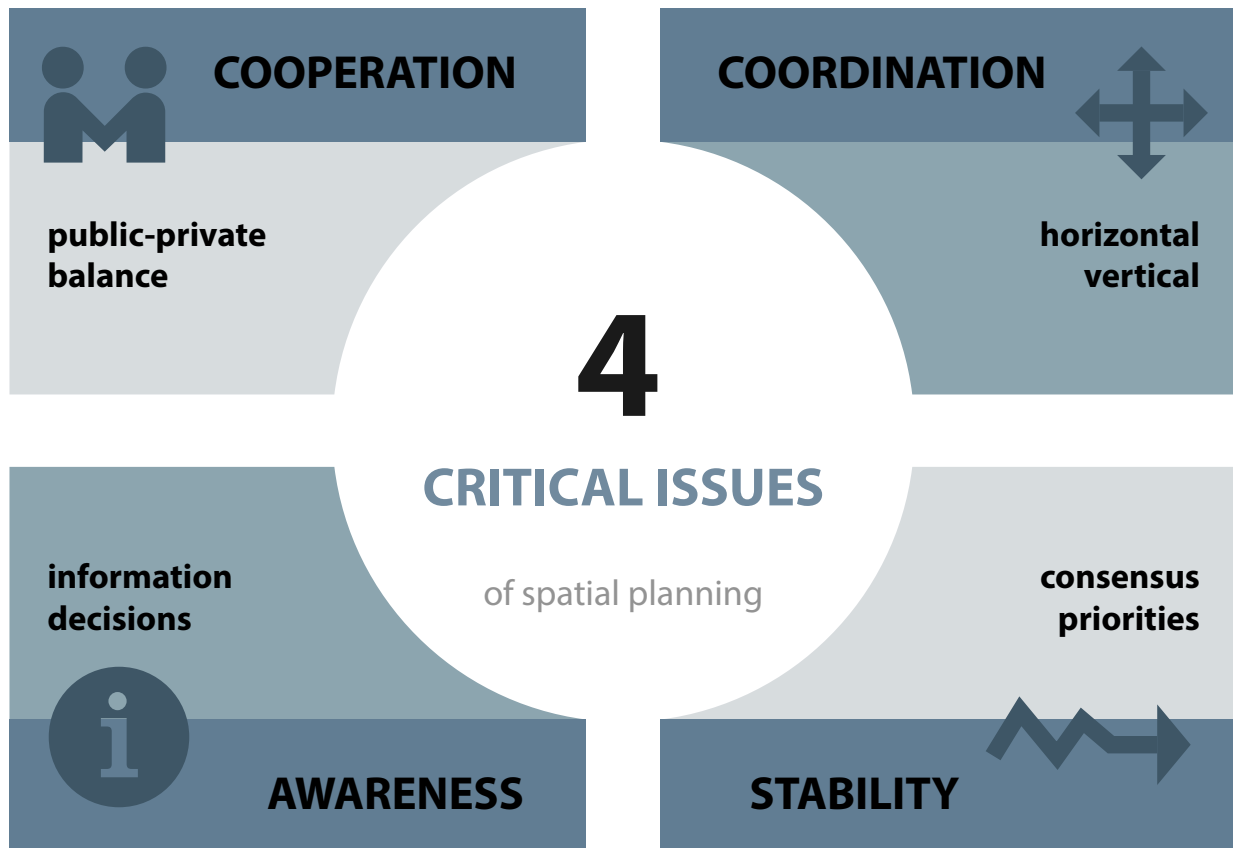 COOPERATION
public-private
balance
COORDINATION
horizontal
vertical
4
CRITICAL ISSUES
of spatial planning
information
decisions
i
AWARENESS
consensus
priorities
STABILITY